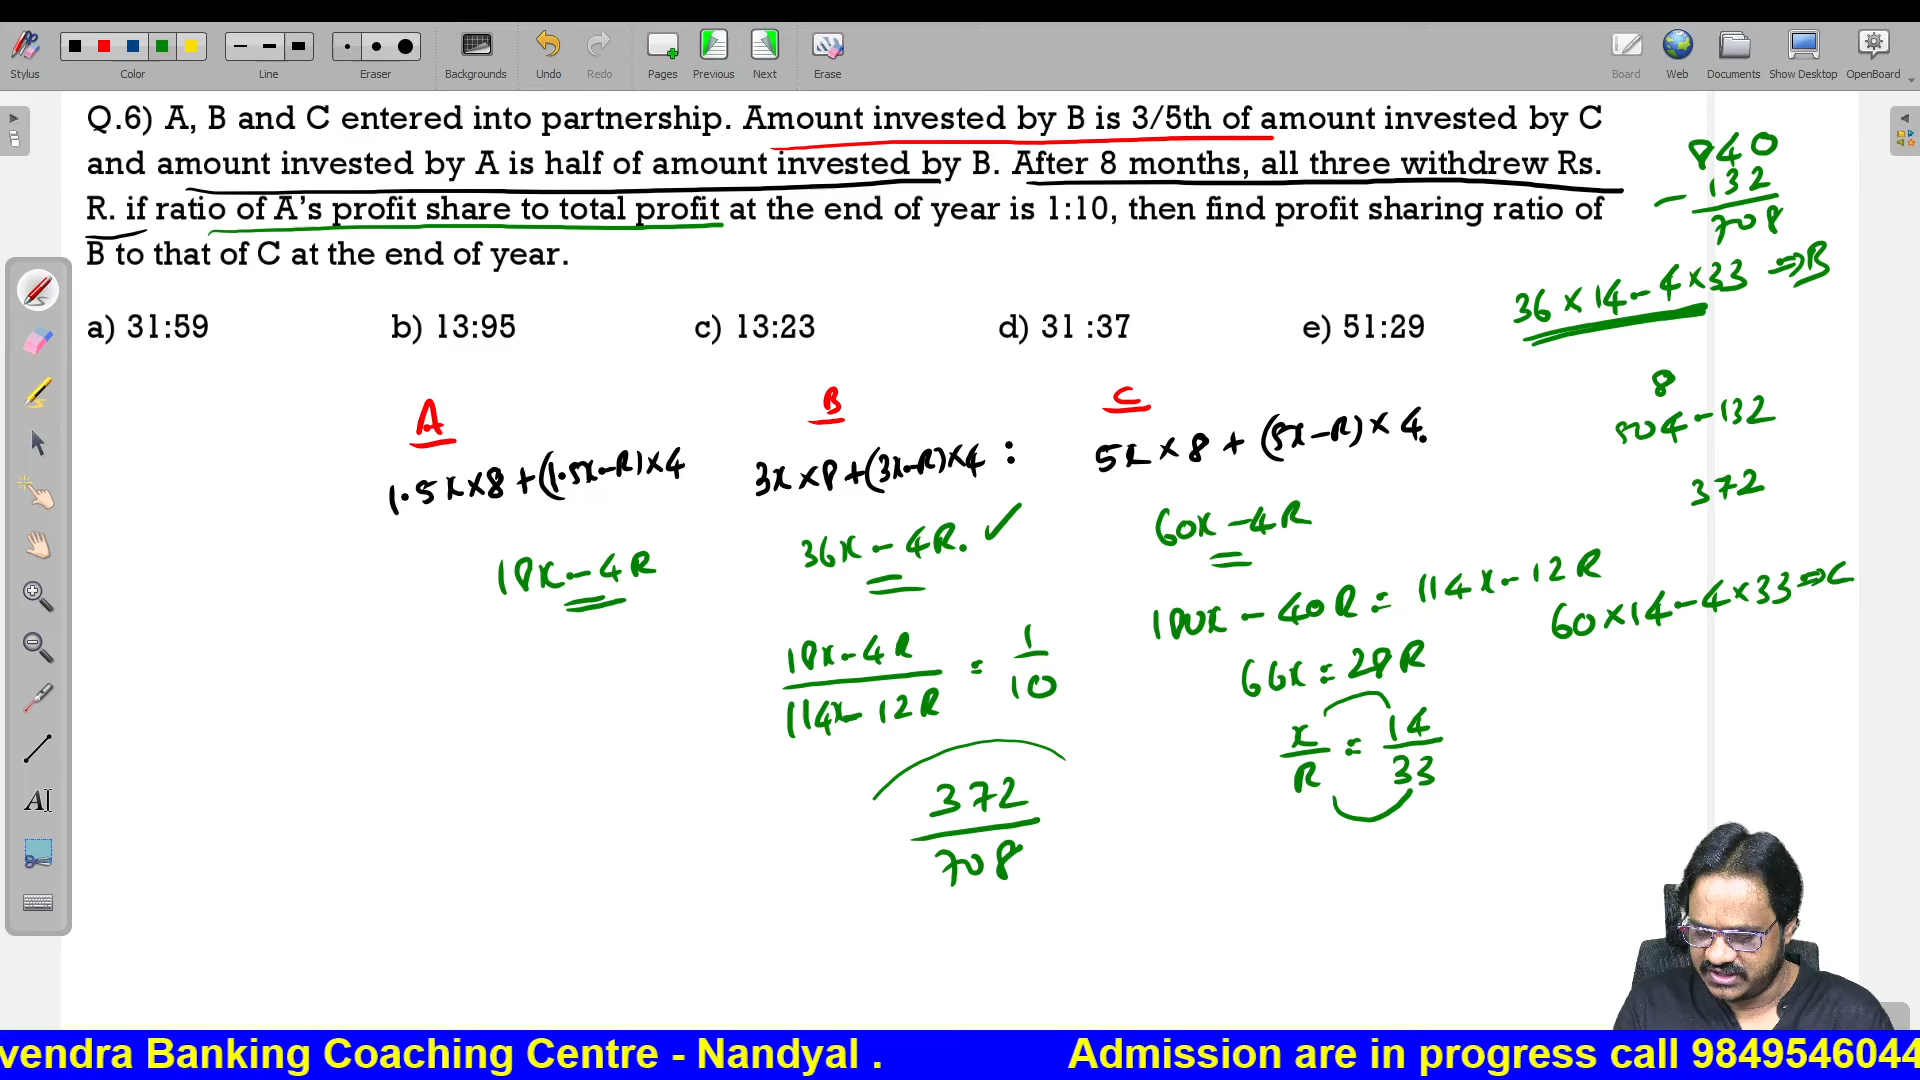 Stylus Color Line Eraser Backgrounds Undo Redo Pages Previous Next Erase Board Web Documents Show Desktop OpenBoard
Q.6) A, B and C entered into partnership. Amount invested by B is 3/5th of amount invested by C
and amount invested by A is half of amount invested by B. After 8 months, all three withdrew Rs.
R. if ratio of A's profit share to total profit at the end of year is 1:10, then find profit sharing ratio of
B to that of C at the end of year.
840
- 132
708
36 × 14 - 4 × 33 ⇒ B
a) 31:59 b) 13:95 c) 13:23 d) 31 :37 e) 51:29
A B C
1.5x×8+(1.5x-R)×4 3x×8+(3x-R)×4 : 5x×8+(5x-R)×4.
8
504-132
372
18x-4R 36x-4R. ✓ 60x-4R
180x-40R = 114x-12R
60×14-4×33⇒C
18x-4R / 114x-12R = 1/10
66x=28R
x/R = 14/33
372
708
AI
vendra Banking Coaching Centre - Nandyal . Admission are in progress call 9849546044